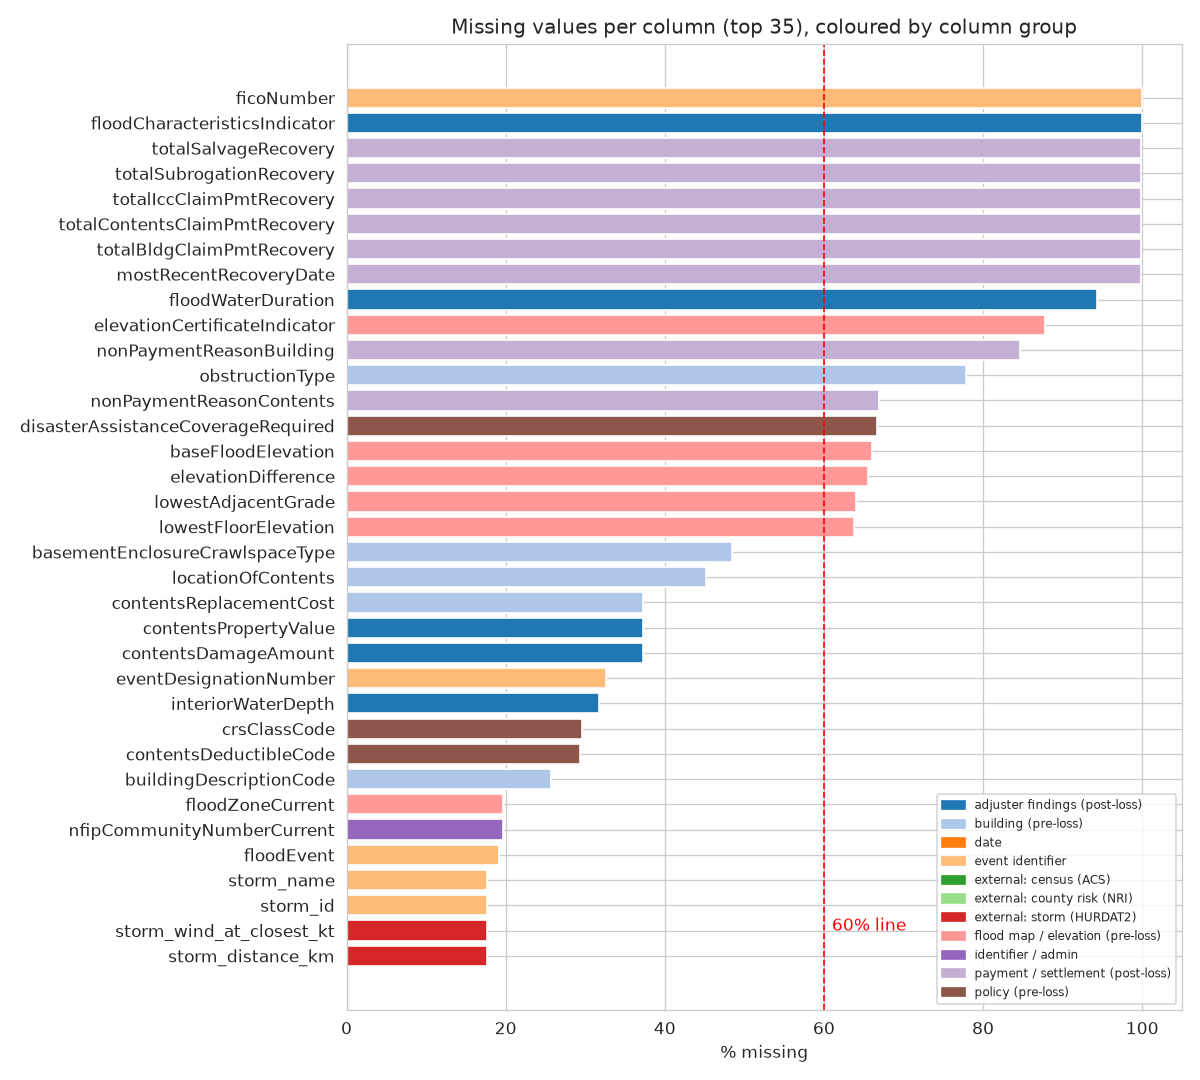 Missing values per column (top 35), coloured by column group
ficoNumber
floodCharacteristicsIndicator
totalSalvageRecovery
totalSubrogationRecovery
totalIccClaimPmtRecovery
totalContentsClaimPmtRecovery
totalBldgClaimPmtRecovery
mostRecentRecoveryDate
floodWaterDuration
elevationCertificateIndicator
nonPaymentReasonBuilding
obstructionType
nonPaymentReasonContents
disasterAssistanceCoverageRequired
baseFloodElevation
elevationDifference
lowestAdjacentGrade
lowestFloorElevation
basementEnclosureCrawlspaceType
locationOfContents
contentsReplacementCost
contentsPropertyValue
contentsDamageAmount
eventDesignationNumber
interiorWaterDepth
crsClassCode
contentsDeductibleCode
buildingDescriptionCode
floodZoneCurrent
nfipCommunityNumberCurrent
floodEvent
storm_name
storm_id
storm_wind_at_closest_kt
storm_distance_km
60% line
adjuster findings (post-loss)
building (pre-loss)
date
event identifier
external: census (ACS)
external: county risk (NRI)
external: storm (HURDAT2)
flood map / elevation (pre-loss)
identifier / admin
payment / settlement (post-loss)
policy (pre-loss)
0 20 40 60 80 100
% missing